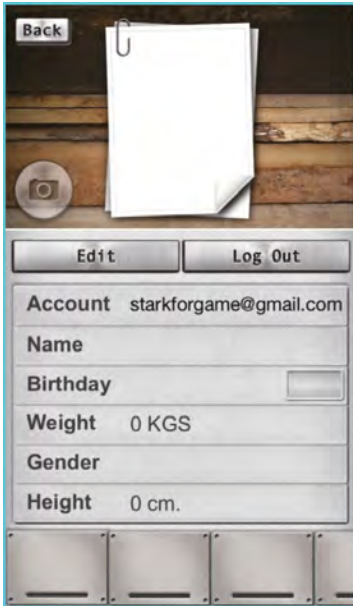 Back
Edit
Log Out
Account starkforgame@gmail.com
Name
Birthday
Weight 0 KGS
Gender
Height 0 cm.